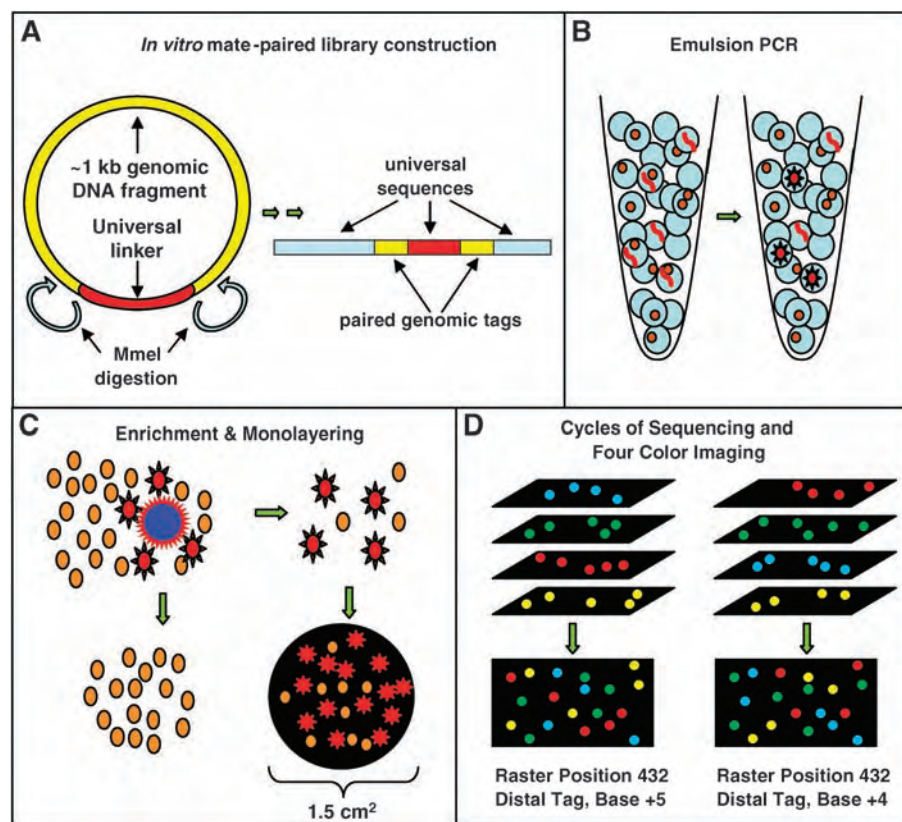 A
In vitro mate-paired library construction
~1 kb genomic
DNA fragment
Universal
linker
MmeI
digestion
universal
sequences
paired genomic tags
B
Emulsion PCR
C
Enrichment & Monolayering
1.5 cm²
D
Cycles of Sequencing and
Four Color Imaging
Raster Position 432
Distal Tag, Base +5
Raster Position 432
Distal Tag, Base +4